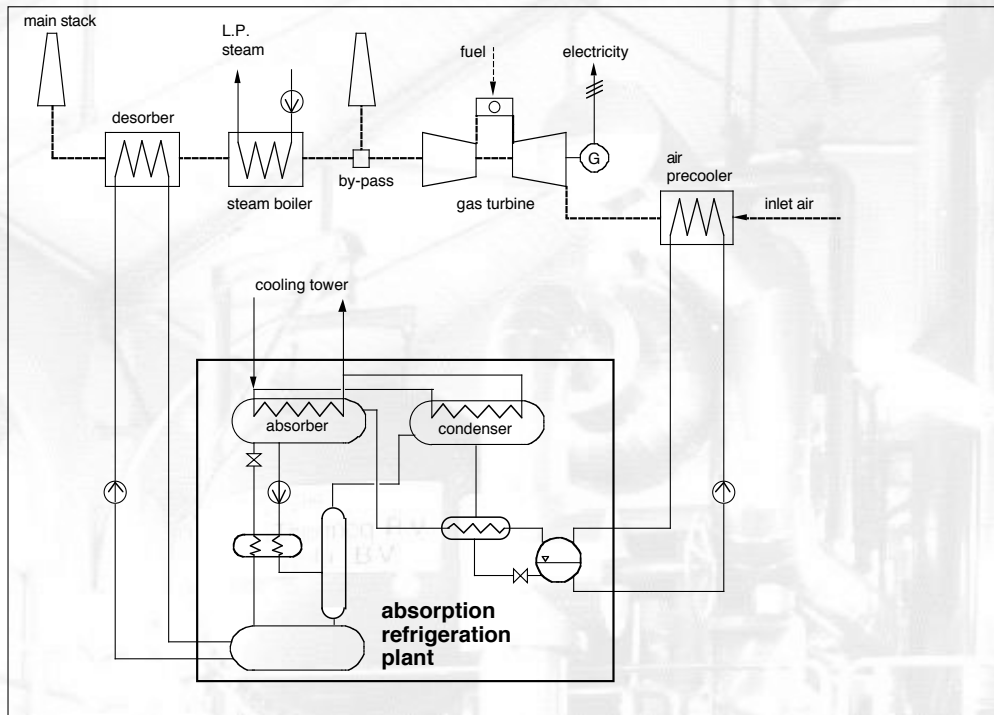 main stack
L.P.
steam
fuel
electricity
desorber
steam boiler
by-pass
gas turbine
G
air
precooler
inlet air
cooling tower
absorber
condenser
absorption
refrigeration
plant